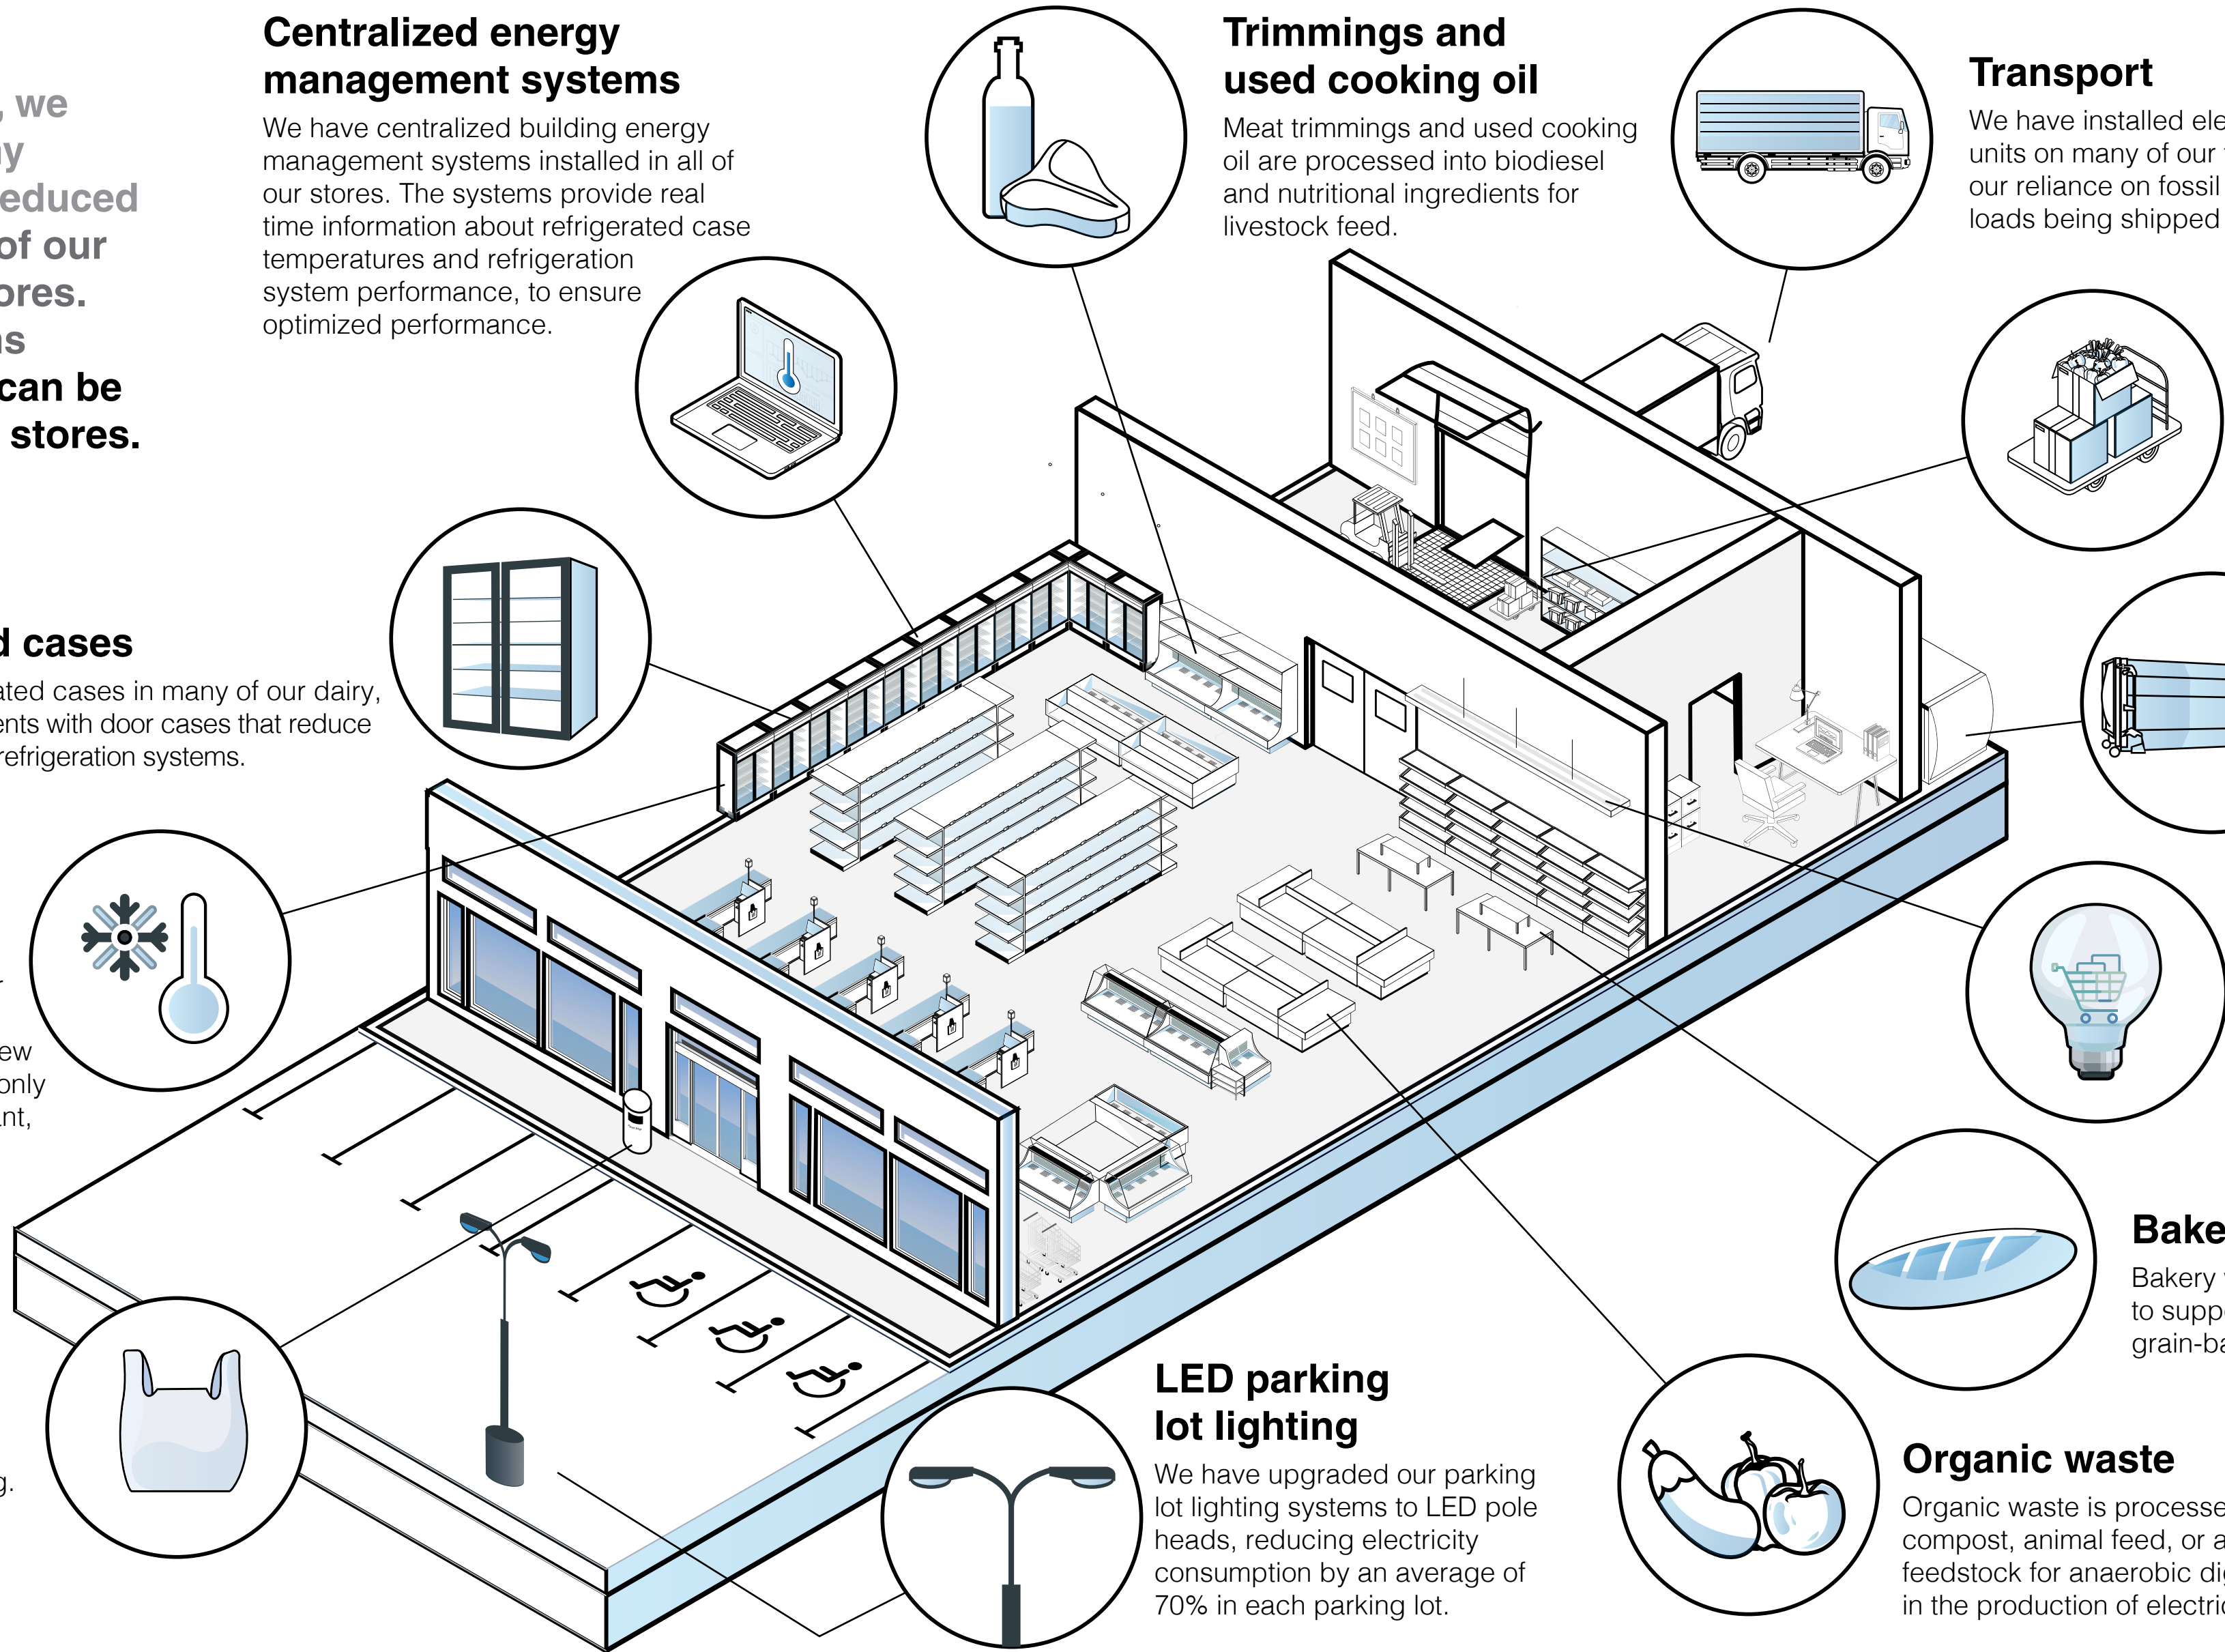 , we
y
educed
of our
ores.
ns
can be
stores.
Centralized energy
management systems
We have centralized building energy
management systems installed in all of
our stores. The systems provide real
time information about refrigerated case
temperatures and refrigeration
system performance, to ensure
optimized performance.
Trimmings and
used cooking oil
Meat trimmings and used cooking
oil are processed into biodiesel
and nutritional ingredients for
livestock feed.
Transport
We have installed ele
units on many of our
our reliance on fossil
loads being shipped
d cases
ated cases in many of our dairy,
ents with door cases that reduce
refrigeration systems.
ew
only
ant,
g.
LED parking
lot lighting
We have upgraded our parking
lot lighting systems to LED pole
heads, reducing electricity
consumption by an average of
70% in each parking lot.
Bake
Bakery
to suppo
grain-ba
Organic waste
Organic waste is processe
compost, animal feed, or a
feedstock for anaerobic dig
in the production of electric